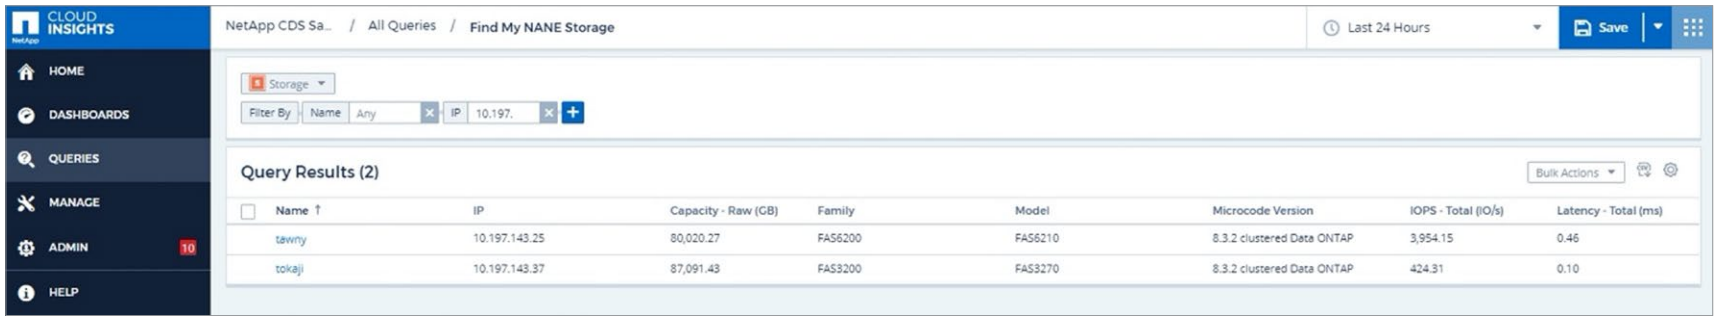 NetApp
CLOUD
INSIGHTS
NetApp CDS Sa... / All Queries / Find My NANE Storage
Last 24 Hours
Save
HOME
DASHBOARDS
QUERIES
MANAGE
ADMIN 10
HELP
S Storage
Filter By Name Any × IP 10.197. × +
Query Results (2)
Bulk Actions
Name ↑ IP Capacity - Raw (GB) Family Model Microcode Version IOPS - Total (IO/s) Latency - Total (ms)
tawny 10.197.143.25 80,020.27 FAS6200 FAS6210 8.3.2 clustered Data ONTAP 3,954.15 0.46
tokaji 10.197.143.37 87,091.43 FAS3200 FAS3270 8.3.2 clustered Data ONTAP 424.31 0.10